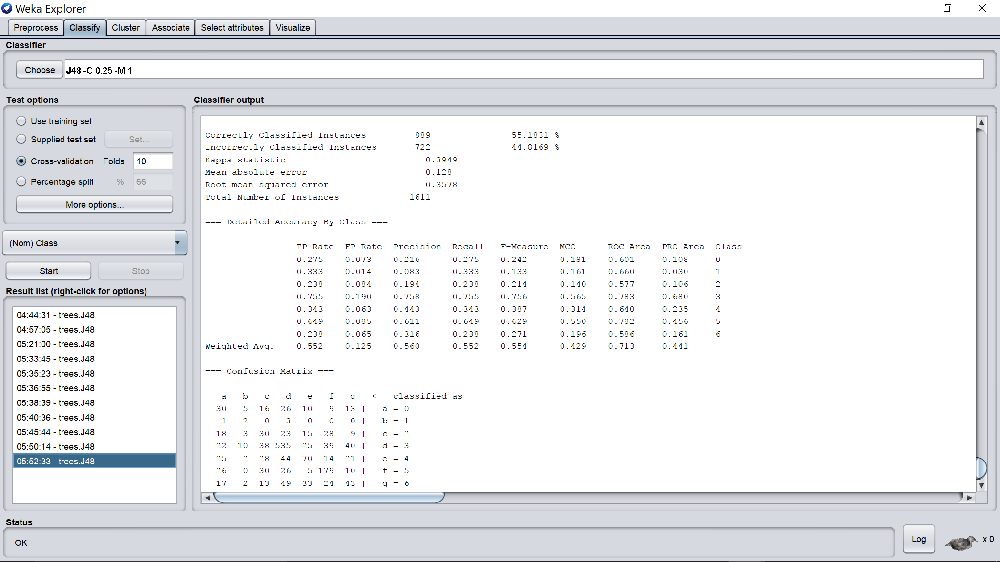 Weka Explorer
Preprocess Classify Cluster Associate Select attributes Visualize
Classifier
Choose J48 -C 0.25 -M 1
Test options
Use training set
Supplied test set Set...
Cross-validation Folds 10
Percentage split % 66
More options...
(Nom) Class
Start Stop
Result list (right-click for options)
04:44:31 - trees.J48
04:57:05 - trees.J48
05:21:00 - trees.J48
05:33:45 - trees.J48
05:35:23 - trees.J48
05:36:55 - trees.J48
05:38:39 - trees.J48
05:40:36 - trees.J48
05:45:44 - trees.J48
05:50:14 - trees.J48
05:52:33 - trees.J48
Classifier output
Correctly Classified Instances 889 55.1831 %
Incorrectly Classified Instances 722 44.8169 %
Kappa statistic 0.3949
Mean absolute error 0.128
Root mean squared error 0.3578
Total Number of Instances 1611
=== Detailed Accuracy By Class ===
TP Rate FP Rate Precision Recall F-Measure MCC ROC Area PRC Area Class
0.275 0.073 0.216 0.275 0.242 0.181 0.601 0.108 0
0.333 0.014 0.083 0.333 0.133 0.161 0.660 0.030 1
0.238 0.084 0.194 0.238 0.214 0.140 0.577 0.106 2
0.755 0.190 0.758 0.755 0.756 0.565 0.783 0.680 3
0.343 0.063 0.443 0.343 0.387 0.314 0.640 0.235 4
0.649 0.085 0.611 0.649 0.629 0.550 0.782 0.456 5
0.238 0.065 0.316 0.238 0.271 0.196 0.586 0.161 6
Weighted Avg. 0.552 0.125 0.560 0.552 0.554 0.429 0.713 0.441
=== Confusion Matrix ===
a b c d e f g <-- classified as
30 5 16 26 10 9 13 | a = 0
1 2 0 3 0 0 0 | b = 1
18 3 30 23 15 28 9 | c = 2
22 10 38 535 25 39 40 | d = 3
25 2 28 44 70 14 21 | e = 4
26 0 30 26 5 179 10 | f = 5
17 2 13 49 33 24 43 | g = 6
Status
OK
Log
x 0